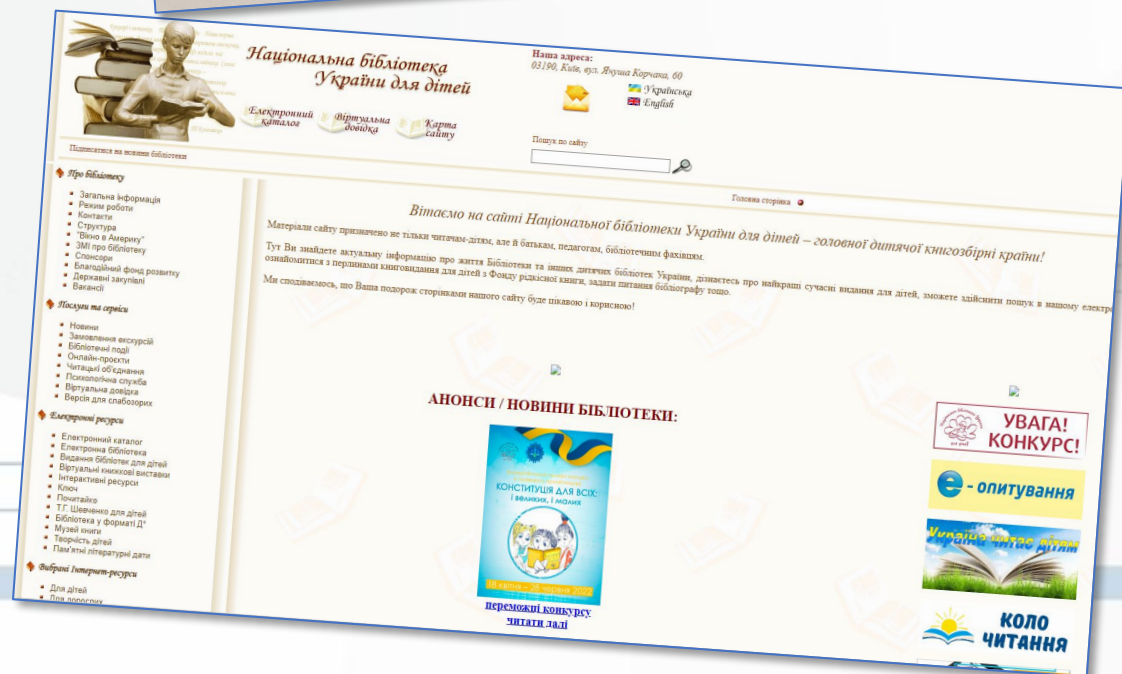 Національна бібліотека
України для дітей
Електронний
каталог
Віртуальна
довідка
Карта
сайту
Наша адреса:
03190, Київ, вул. Януша Корчака, 60
Українська
English
Пошук по сайту
Підписатися на новини бібліотеки
Головна сторінка
Про бібліотеку
Загальна інформація
Режим роботи
Контакти
Структура
"Вікно в Америку"
ЗМІ про бібліотеку
Спонсори
Благодійний фонд розвитку
Державні закупівлі
Вакансії
Послуги та сервіси
Новини
Замовлення екскурсій
Бібліотечні події
Онлайн-проєкти
Читацькі об'єднання
Психологічна служба
Віртуальна довідка
Версія для слабозорих
Електронні ресурси
Електронний каталог
Електронна бібліотека
Видання бібліотек для дітей
Віртуальні книжкові виставки
Інтерактивні ресурси
Ключ
Почитайко
Т.Г. Шевченко для дітей
Бібліотека у форматі Д°
Музей книги
Творчість дітей
Пам'ятні літературні дати
Вибрані Інтернет-ресурси
Для дітей
Для дорослих
Вітаємо на сайті Національної бібліотеки України для дітей – головної дитячої книгозбірні країни!
Матеріали сайту призначено не тільки читачам-дітям, але й батькам, педагогам, бібліотечним фахівцям.
Тут Ви знайдете актуальну інформацію про життя Бібліотеки та інших дитячих бібліотек України, дізнаєтесь про найкращі сучасні видання для дітей, зможете здійснити пошук в нашому електро
ознайомитися з перлинами книговидання для дітей з Фонду рідкісної книги, задати питання бібліографу тощо.
Ми сподіваємось, що Ваша подорож сторінками нашого сайту буде цікавою і корисною!
АНОНСИ / НОВИНИ БІБЛІОТЕКИ:
КОНСТИТУЦІЯ ДЛЯ ВСІХ:
і великих, і малих
18 квітня – 28 червня 2022
переможці конкурсу
читати далі
УВАГА!
КОНКУРС!
е - опитування
Україна читає дітям
КОЛО
ЧИТАННЯ